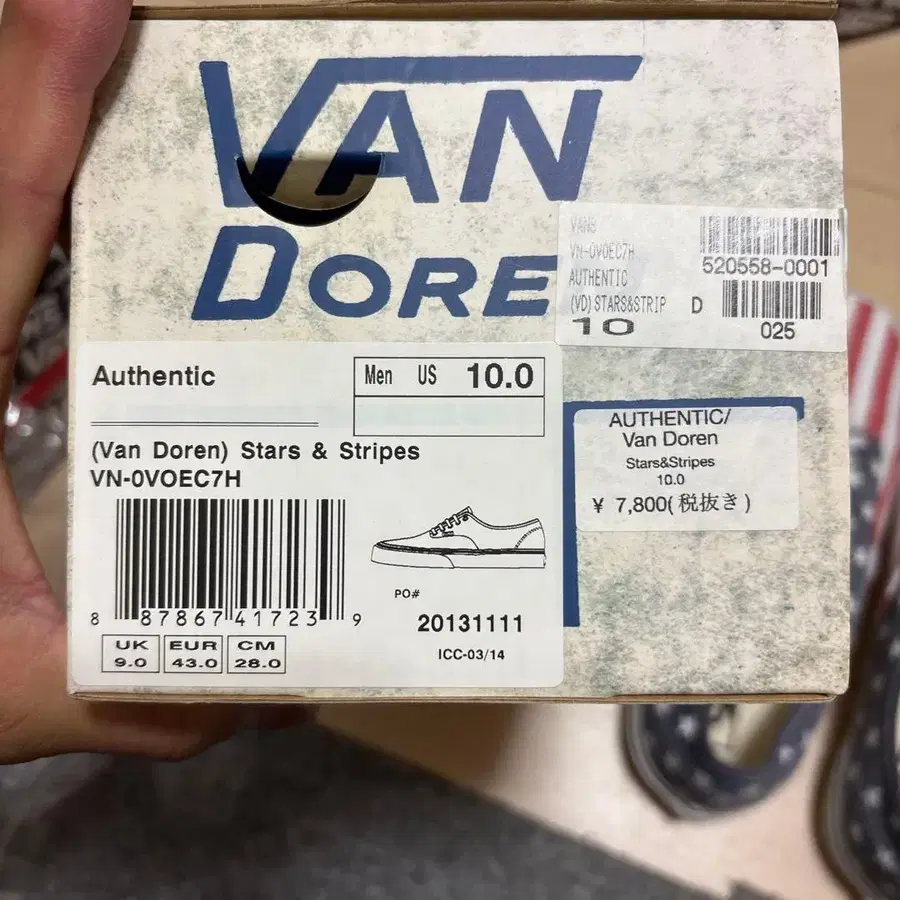 VAN
DOREN
VANS
VN-0VOEC7H
AUTHENTIC
(VD)STARS&STRIP D
10
520558-0001
025
Authentic
Men US 10.0
(Van Doren) Stars & Stripes
VN-0VOEC7H
8 87867 41723 9
PO#
20131111
ICC-03/14
UK EUR CM
9.0 43.0 28.0
AUTHENTIC/
Van Doren
Stars&Stripes
10.0
¥ 7,800(税抜き)